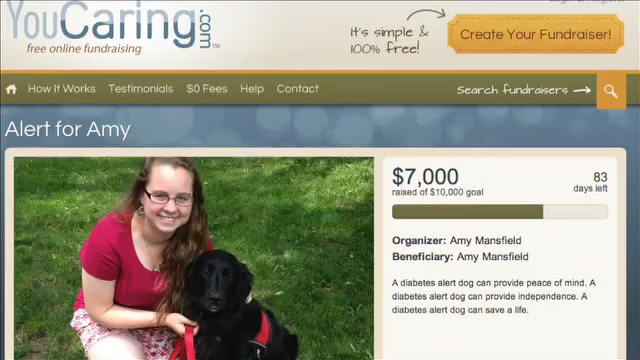 YouCaring.com™
free online fundraising
It's simple &
100% free!
Create Your Fundraiser!
How It Works Testimonials $0 Fees Help Contact
Search fundraisers
Alert for Amy
$7,000
raised of $10,000 goal
83
days left
Organizer: Amy Mansfield
Beneficiary: Amy Mansfield
A diabetes alert dog can provide peace of mind. A
diabetes alert dog can provide independence. A
diabetes alert dog can save a life.